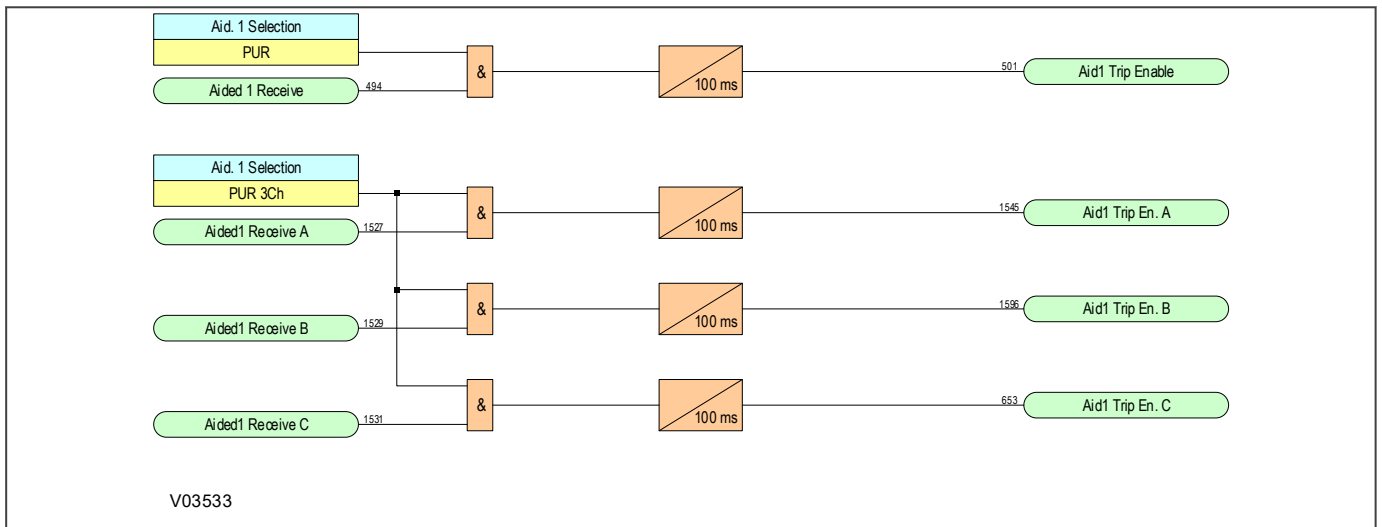 Aid. 1 Selection
PUR
Aided 1 Receive
494
&
100 ms
501
Aid1 Trip Enable
Aid. 1 Selection
PUR 3Ch
Aided1 Receive A
1527
&
100 ms
1545
Aid1 Trip En. A
Aided1 Receive B
1529
&
100 ms
1596
Aid1 Trip En. B
Aided1 Receive C
1531
&
100 ms
653
Aid1 Trip En. C
V03533